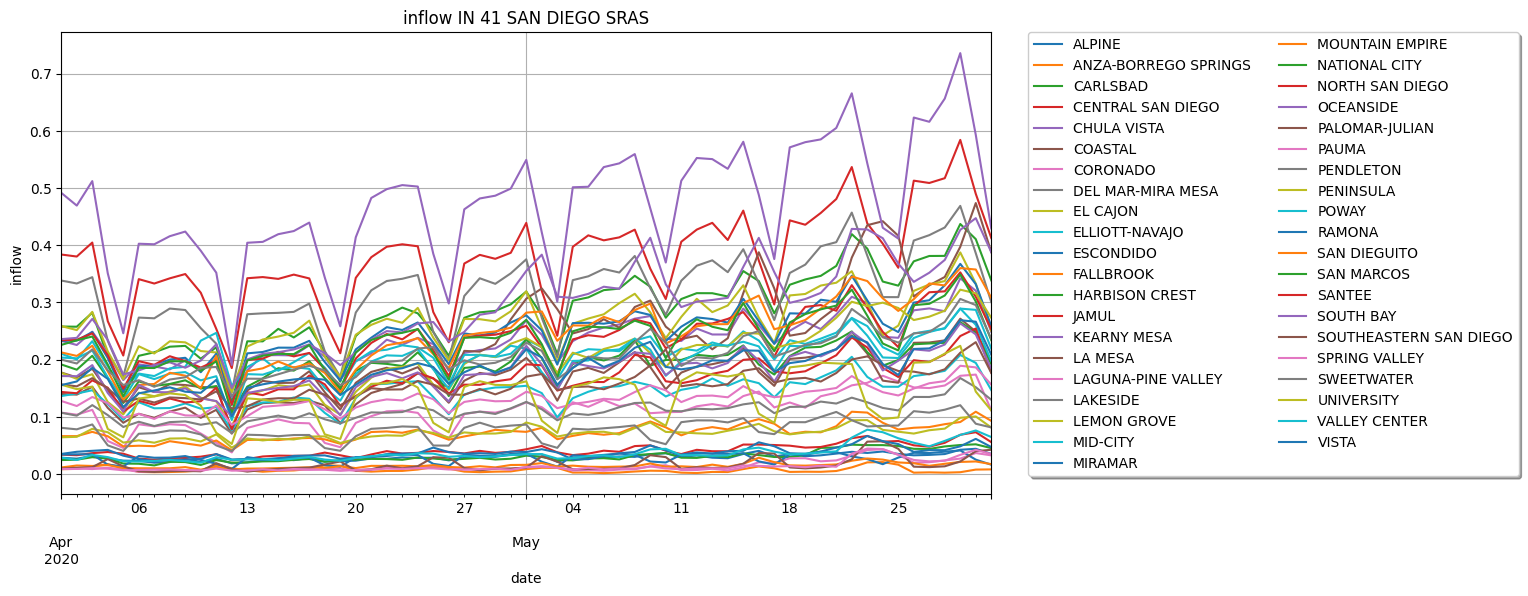 inflow IN 41 SAN DIEGO SRAS
inflow
0.7
0.6
0.5
0.4
0.3
0.2
0.1
0.0
06
13
20
27
04
11
18
25
Apr
2020
May
date
ALPINE
ANZA-BORREGO SPRINGS
CARLSBAD
CENTRAL SAN DIEGO
CHULA VISTA
COASTAL
CORONADO
DEL MAR-MIRA MESA
EL CAJON
ELLIOTT-NAVAJO
ESCONDIDO
FALLBROOK
HARBISON CREST
JAMUL
KEARNY MESA
LA MESA
LAGUNA-PINE VALLEY
LAKESIDE
LEMON GROVE
MID-CITY
MIRAMAR
MOUNTAIN EMPIRE
NATIONAL CITY
NORTH SAN DIEGO
OCEANSIDE
PALOMAR-JULIAN
PAUMA
PENDLETON
PENINSULA
POWAY
RAMONA
SAN DIEGUITO
SAN MARCOS
SANTEE
SOUTH BAY
SOUTHEASTERN SAN DIEGO
SPRING VALLEY
SWEETWATER
UNIVERSITY
VALLEY CENTER
VISTA